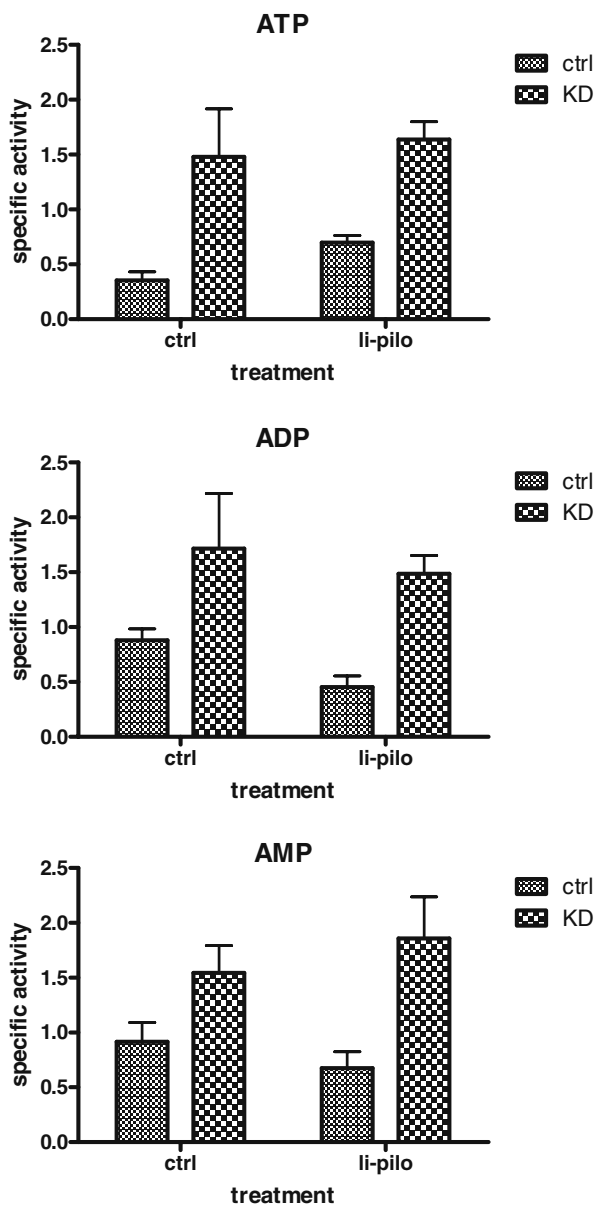 ATP
2.5
2.0
1.5
1.0
0.5
0.0
specific activity
ctrl
KD
ctrl li-pilo
treatment
ADP
2.5
2.0
1.5
1.0
0.5
0.0
specific activity
ctrl
KD
ctrl li-pilo
treatment
AMP
2.5
2.0
1.5
1.0
0.5
0.0
specific activity
ctrl
KD
ctrl li-pilo
treatment